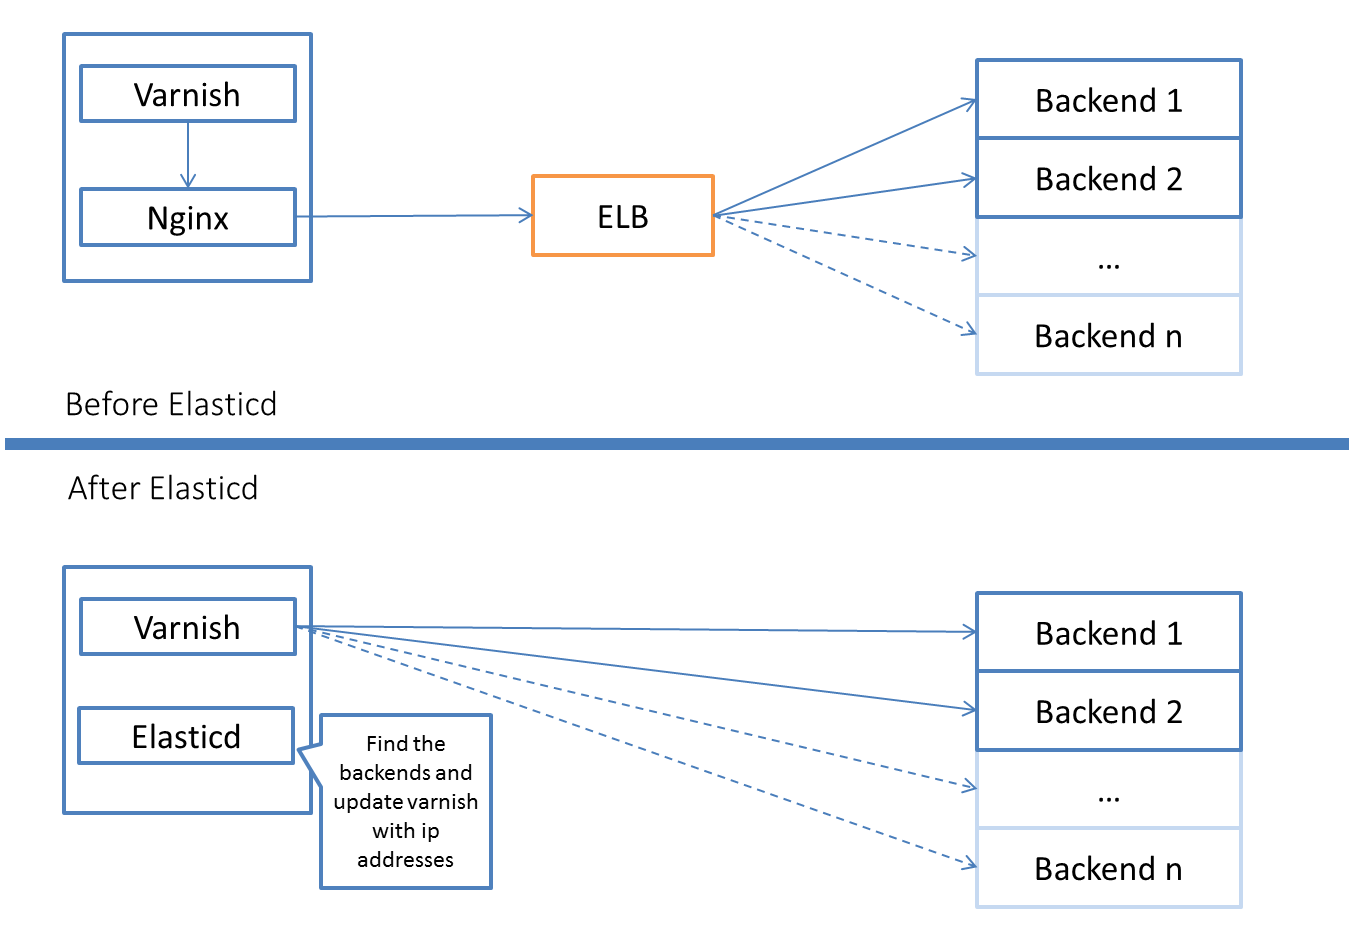 Varnish
Nginx
ELB
Backend 1
Backend 2
...
Backend n
Before Elasticd
After Elasticd
Varnish
Elasticd
Find the
backends and
update varnish
with ip
addresses
Backend 1
Backend 2
...
Backend n